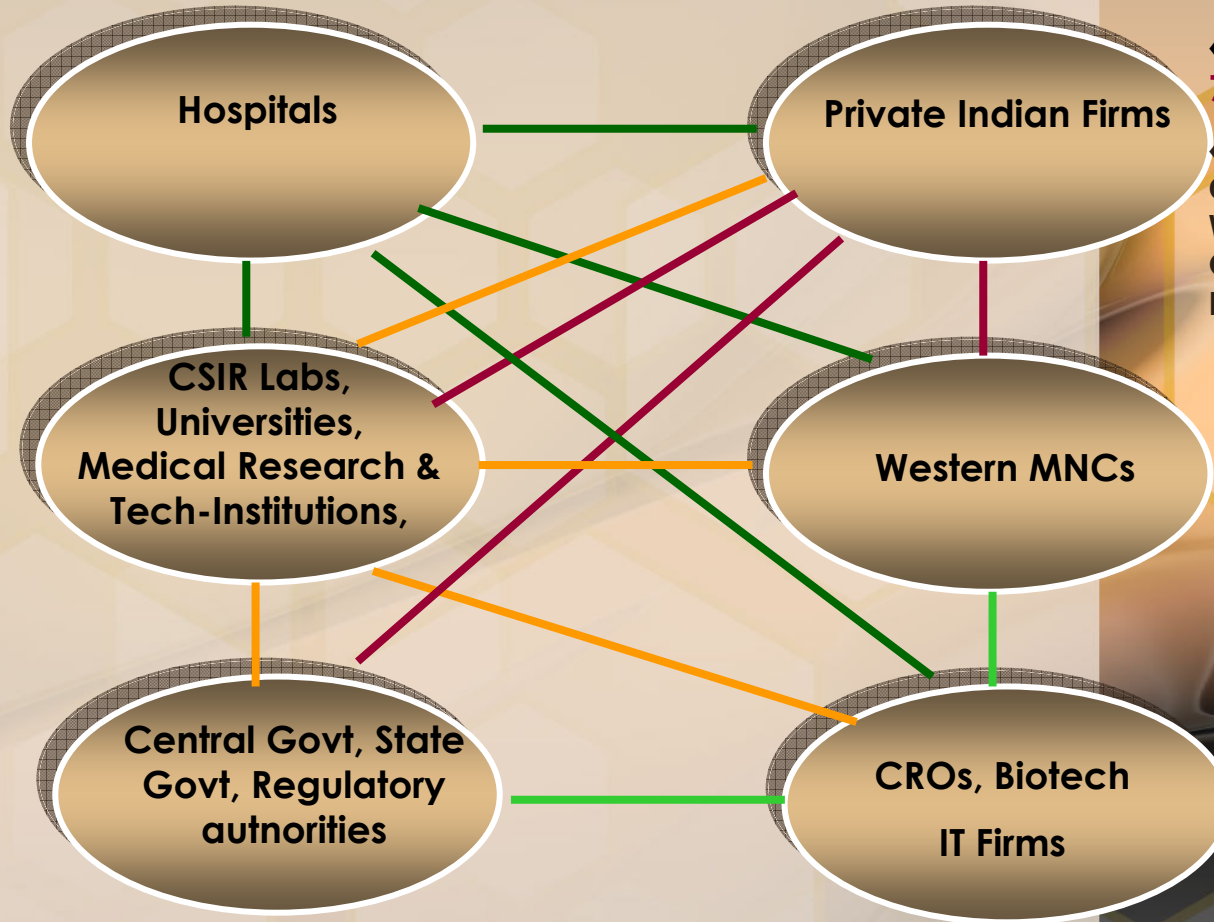 Hospitals
Private Indian Firms
CSIR Labs,
Universities,
Medical Research &
Tech-Institutions,
Western MNCs
Central Govt, State
Govt, Regulatory
autnorities
CROs, Biotech
IT Firms